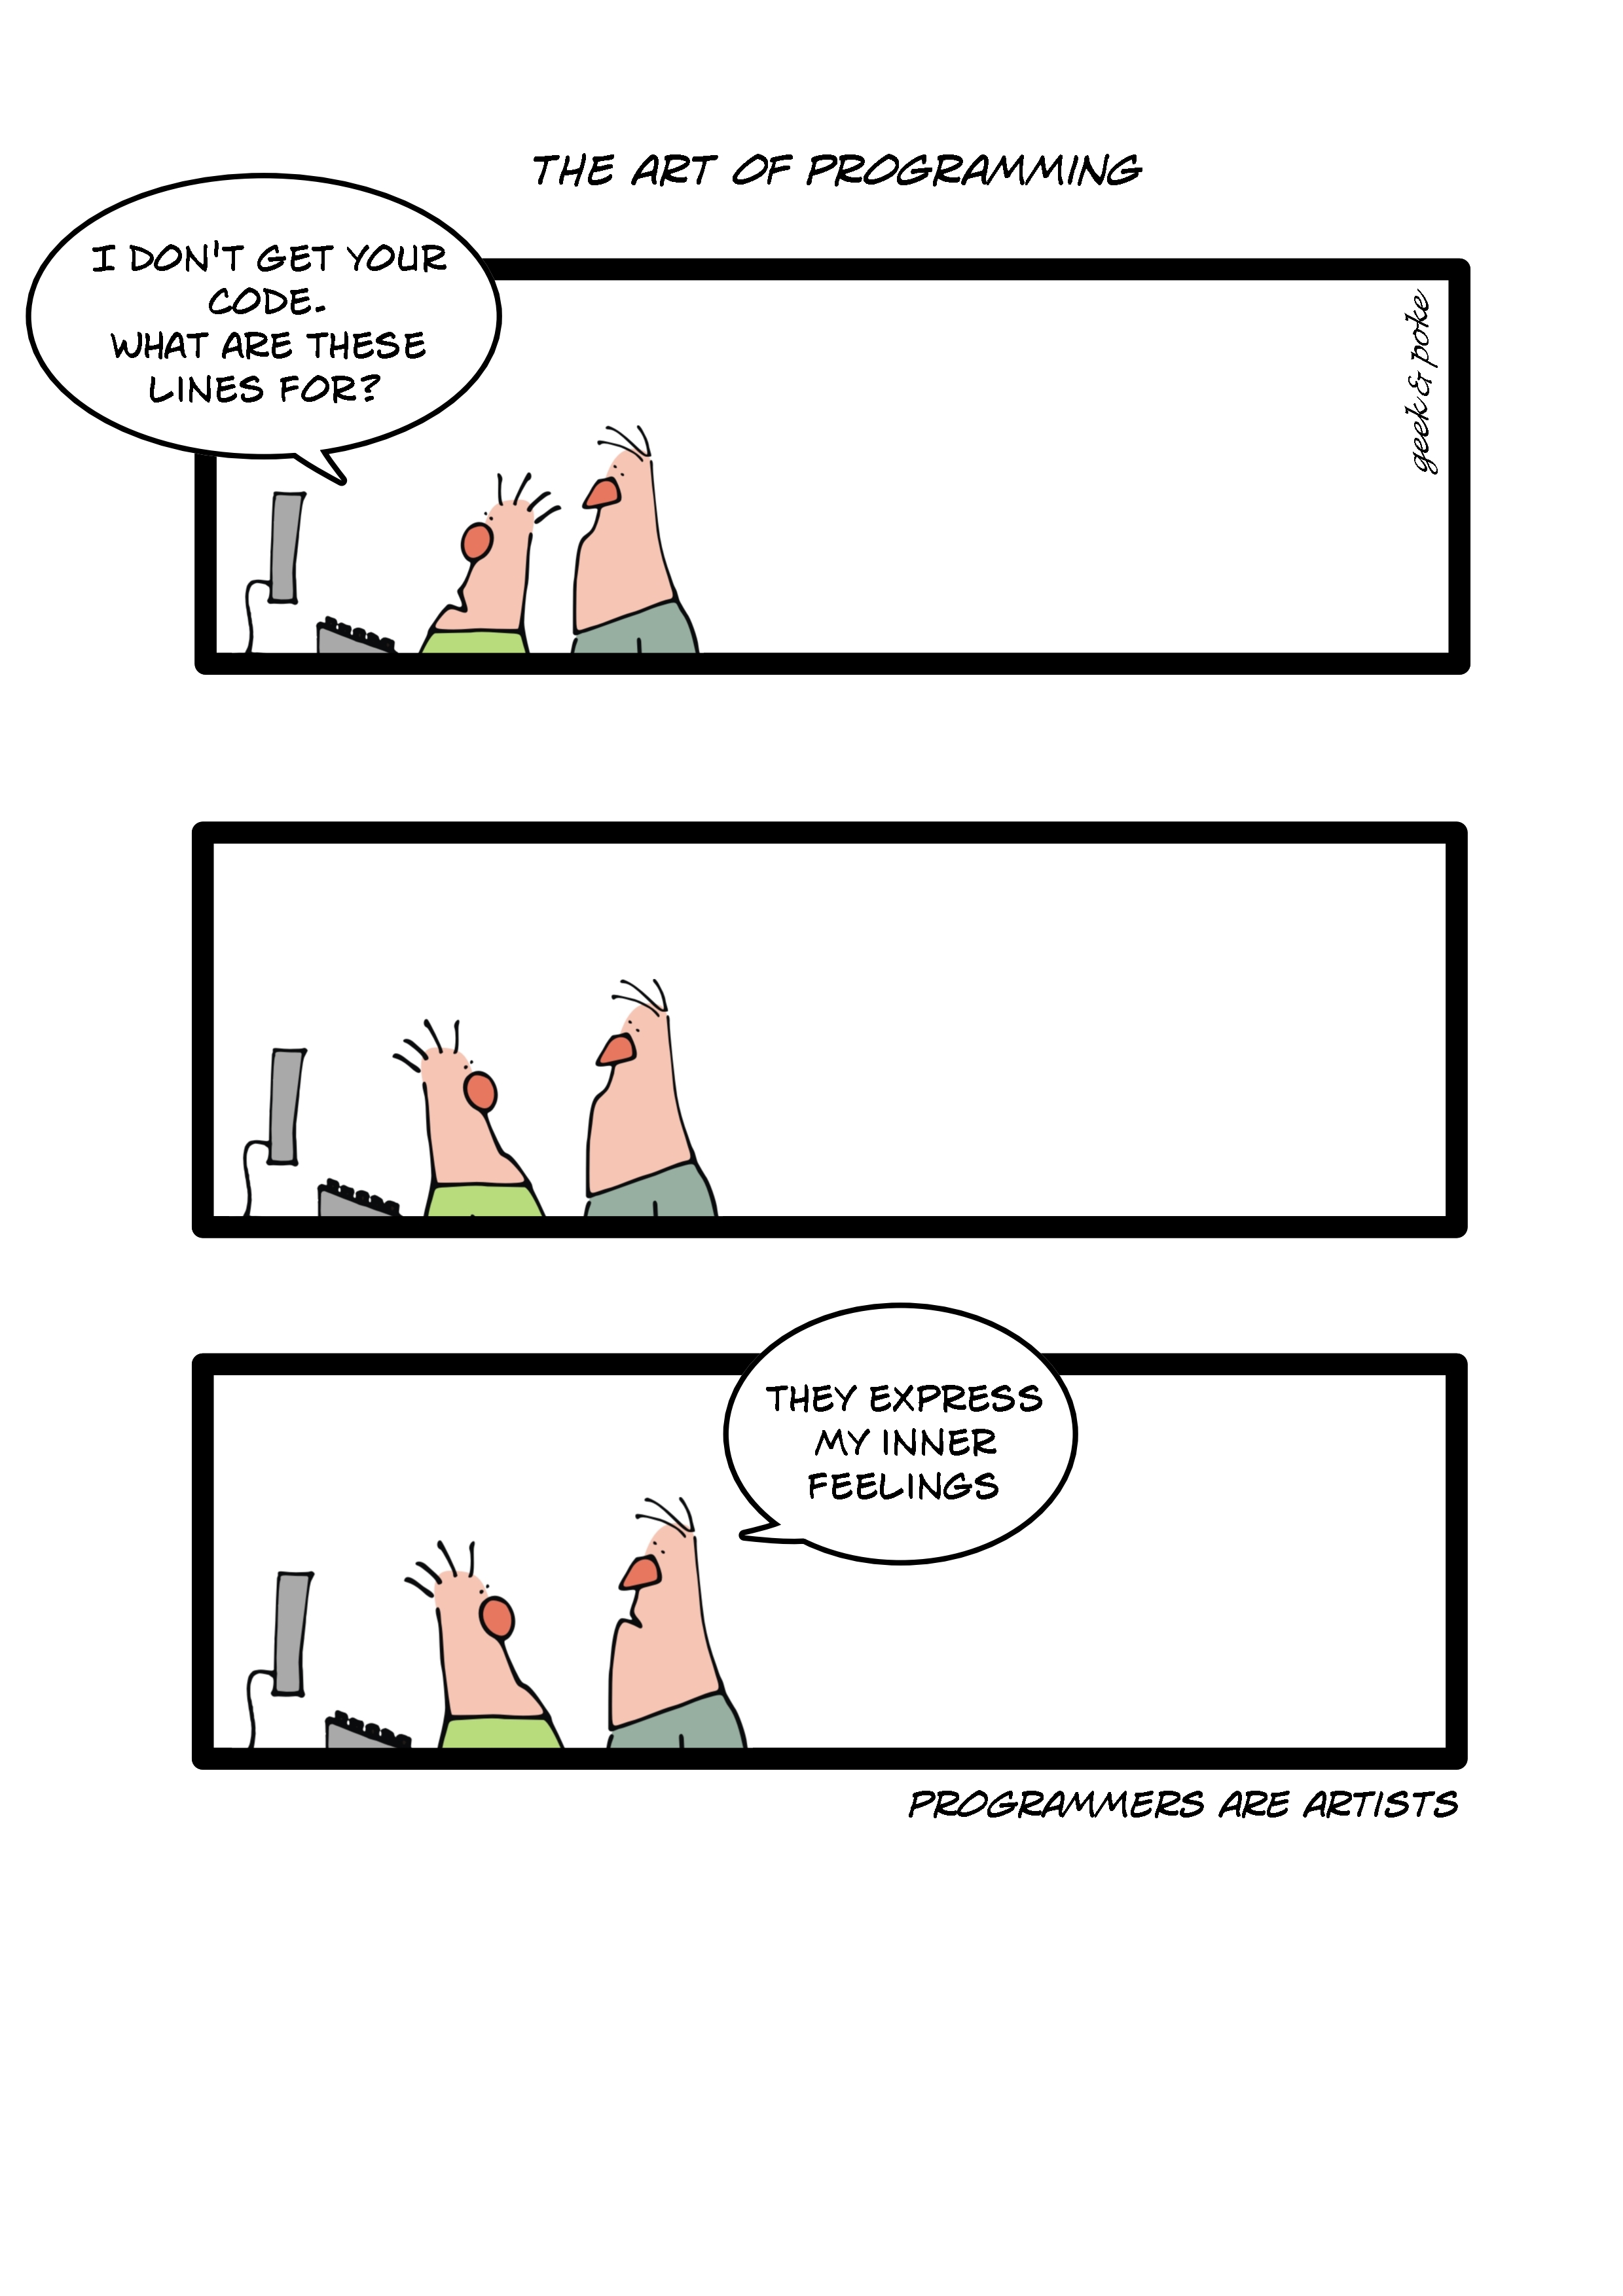 THE ART OF PROGRAMMING
I DON'T GET YOUR
CODE.
WHAT ARE THESE
LINES FOR?
geek & poke
THEY EXPRESS
MY INNER
FEELINGS
PROGRAMMERS ARE ARTISTS